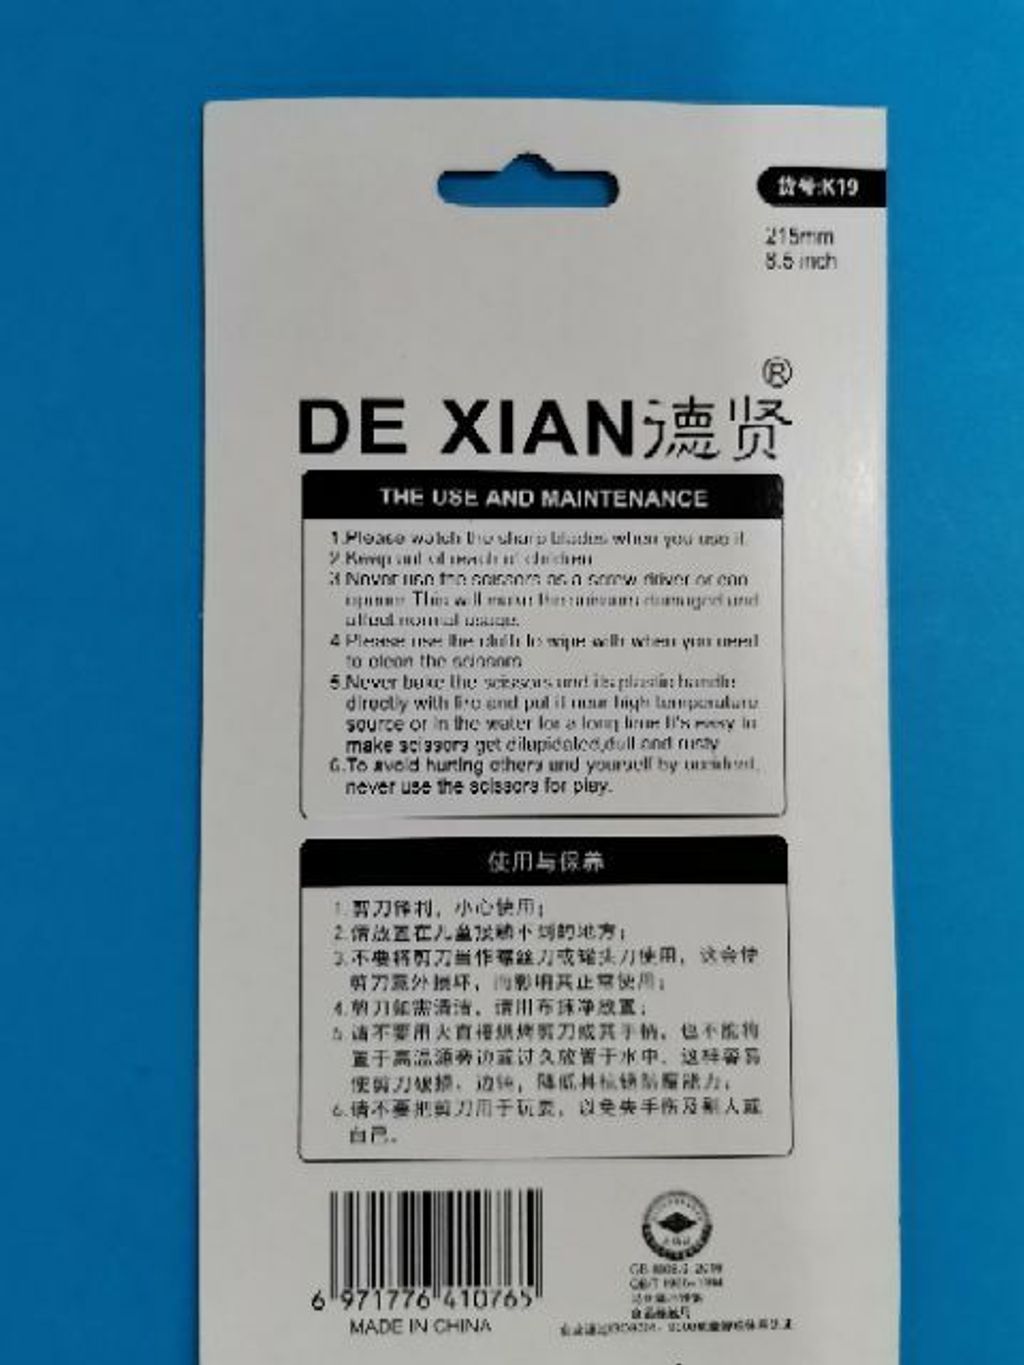 货号:K19
215mm
8.5 inch
®
DE XIAN德贤
THE USE AND MAINTENANCE
1.Please watch the sharp blades when you use it.
2.Keep out of reach of children
3.Never use the scissors as a screw driver or can
opener. This will make the scissors damaged and
affect normal usage.
4.Please use the cloth to wipe with when you need
to clean the scissors
5.Never bake the scissors and its plastic handle
directly with fire and put it near high temperature
source or in the water for a long time It's easy to
make scissors get dilapidated,dull and rusty
6.To avoid hurting others and yourself by accident,
never use the scissors for play.
使用与保养
1.剪刀锋利，小心使用；
2.请放置在儿童接触不到的地方；
3.不要将剪刀当作螺丝刀或罐头刀使用，这会使
剪刀意外损坏，而影响其正常使用；
4.剪刀如需清洁，请用布抹净放置；
5.请不要用火直接烘烤剪刀或其手柄，也不能将
置于高温源旁边或过久放置于水中，这样容易
使剪刀破损、边钝，降低其抗锈防腐能力；
6.请不要把剪刀用于玩耍，以免失手伤及别人或
自己。
6 971776 410765
MADE IN CHINA